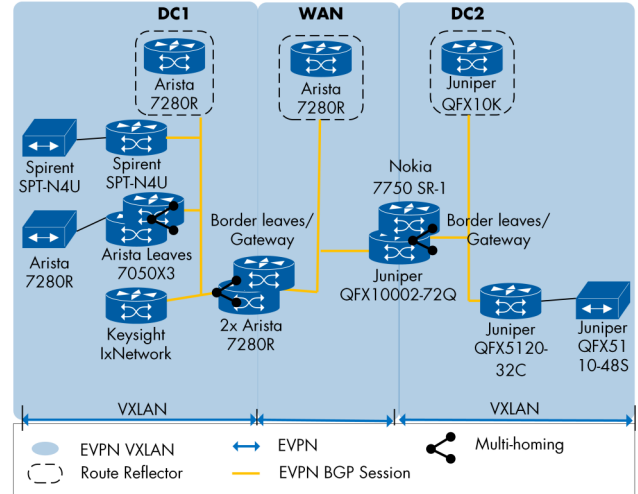 DC1
WAN
DC2
Arista
7280R
Arista
7280R
Juniper
QFX10K
Spirent
SPT-N4U
Spirent
SPT-N4U
Nokia
7750 SR-1
Arista
7280R
Arista Leaves
7050X3
Border leaves/
Gateway
Border leaves/
Gateway
Juniper
QFX10002-72Q
Keysight
IxNetwork
2x Arista
7280R
Juniper
QFX5120-
32C
Juniper
QFX51
10-48S
VXLAN
VXLAN
EVPN VXLAN
EVPN
Multi-homing
Route Reflector
EVPN BGP Session